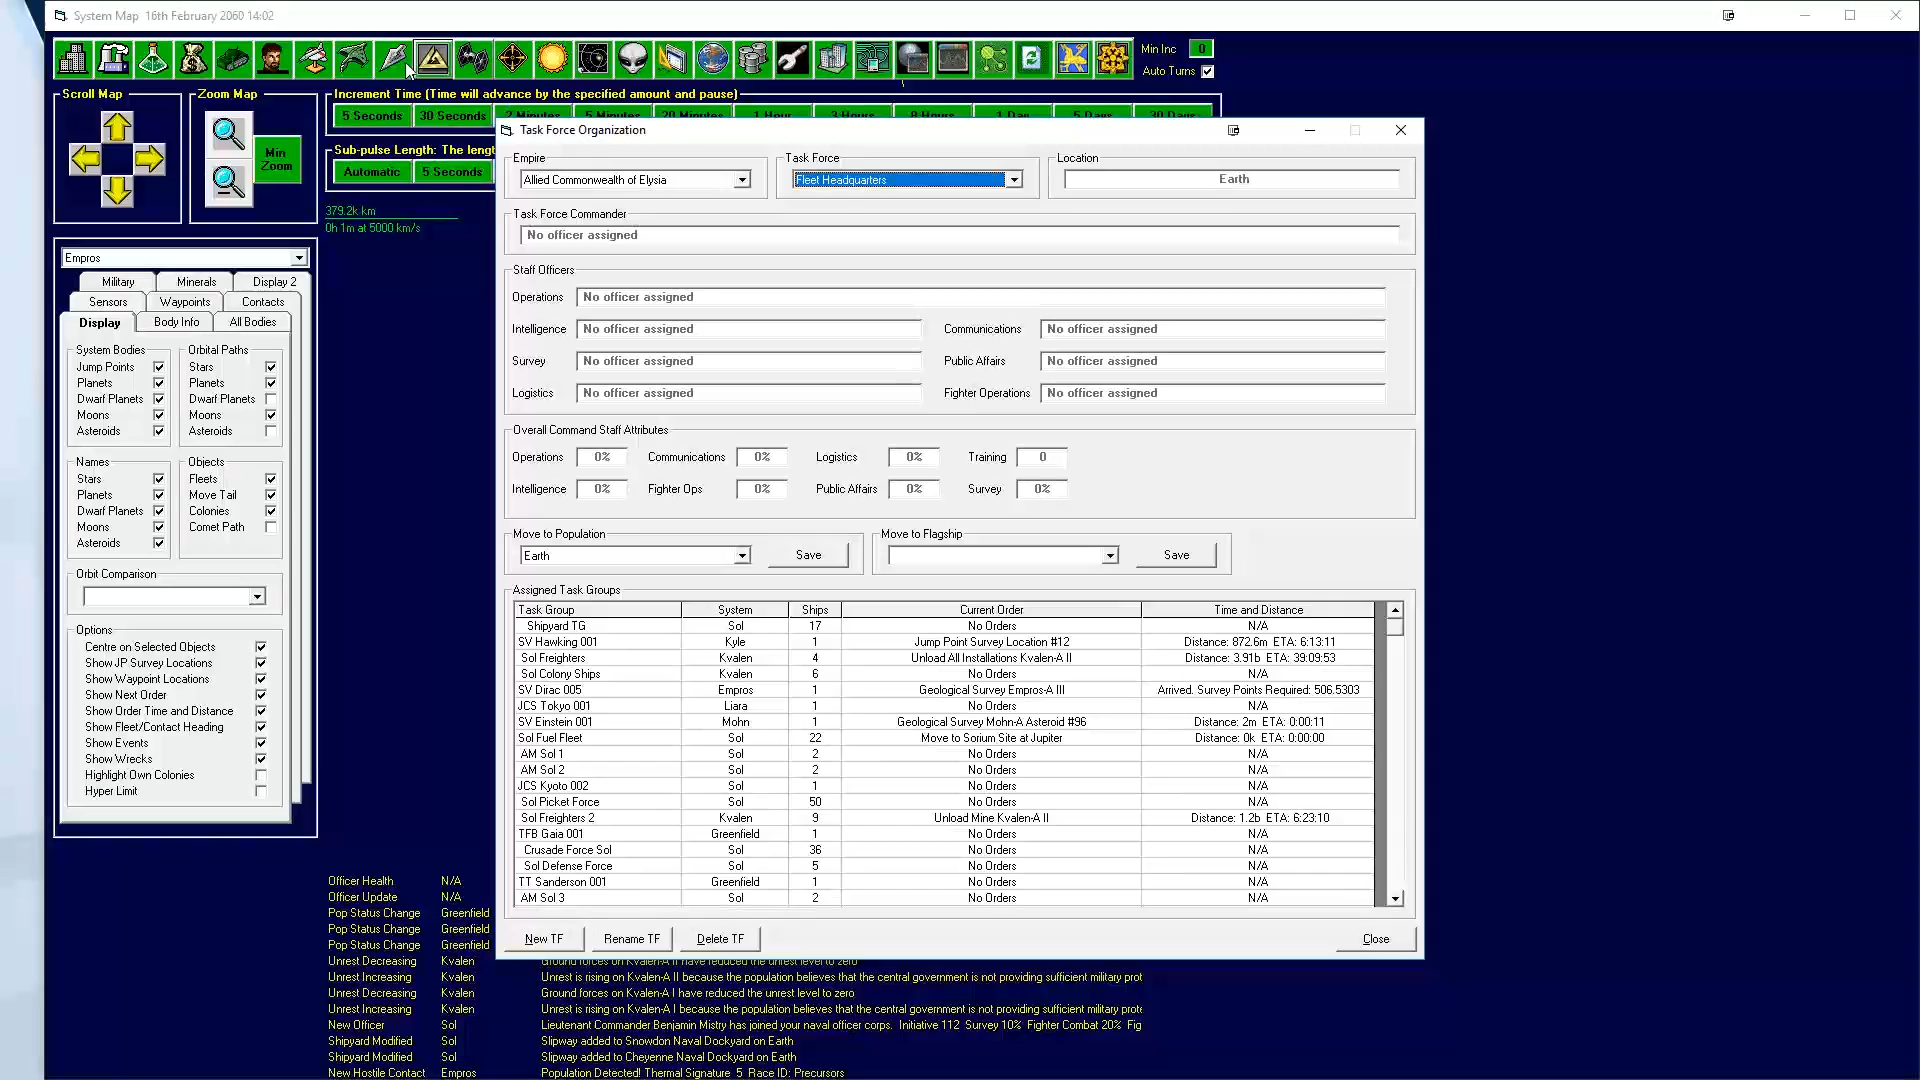 System Map   16th February 2060 14:02
Min Inc 0
Auto Turns
Scroll Map
Zoom Map
Min Zoom
Increment Time (Time will advance by the specified amount and pause)
5 Seconds 30 Seconds 2 Minutes 5 Minutes 20 Minutes 1 Hour 3 Hours 8 Hours 1 Day 5 Days 30 Days
Sub-pulse Length: The leng
Automatic 5 Seconds
379.2k km
0h 1m at 5000 km/s
Empros
Military Minerals Display 2
Sensors Waypoints Contacts
Display Body Info All Bodies
System Bodies Orbital Paths
Jump Points Stars
Planets Planets
Dwarf Planets Dwarf Planets
Moons Moons
Asteroids Asteroids
Names Objects
Stars Fleets
Planets Move Tail
Dwarf Planets Colonies
Moons Comet Path
Asteroids
Orbit Comparison
Options
Centre on Selected Objects
Show JP Survey Locations
Show Waypoint Locations
Show Next Order
Show Order Time and Distance
Show Fleet/Contact Heading
Show Events
Show Wrecks
Highlight Own Colonies
Hyper Limit
Task Force Organization
Empire Task Force Location
Allied Commonwealth of Elysia Fleet Headquarters Earth
Task Force Commander
No officer assigned
Staff Officers
Operations No officer assigned
Intelligence No officer assigned Communications No officer assigned
Survey No officer assigned Public Affairs No officer assigned
Logistics No officer assigned Fighter Operations No officer assigned
Overall Command Staff Attributes
Operations 0% Communications 0% Logistics 0% Training 0
Intelligence 0% Fighter Ops 0% Public Affairs 0% Survey 0%
Move to Population Move to Flagship
Earth Save Save
Assigned Task Groups
Task Group System Ships Current Order Time and Distance
Shipyard TG Sol 17 No Orders N/A
SV Hawking 001 Kyle 1 Jump Point Survey Location #12 Distance: 872.6m ETA: 6:13:11
Sol Freighters Kvalen 4 Unload All Installations Kvalen-A II Distance: 3.91b ETA: 39:09:53
Sol Colony Ships Kvalen 6 No Orders N/A
SV Dirac 005 Empros 1 Geological Survey Empros-A III Arrived. Survey Points Required: 506.5303
JCS Tokyo 001 Liara 1 No Orders N/A
SV Einstein 001 Mohn 1 Geological Survey Mohn-A Asteroid #96 Distance: 2m ETA: 0:00:11
Sol Fuel Fleet Sol 22 Move to Sorium Site at Jupiter Distance: 0k ETA: 0:00:00
AM Sol 1 Sol 2 No Orders N/A
AM Sol 2 Sol 2 No Orders N/A
JCS Kyoto 002 Sol 1 No Orders N/A
Sol Picket Force Sol 50 No Orders N/A
Sol Freighters 2 Kvalen 9 Unload Mine Kvalen-A II Distance: 1.2b ETA: 6:23:10
TFB Gaia 001 Greenfield 1 No Orders N/A
Crusade Force Sol Sol 36 No Orders N/A
Sol Defense Force Sol 5 No Orders N/A
TT Sanderson 001 Greenfield 1 No Orders N/A
AM Sol 3 Sol 2 No Orders N/A
New TF Rename TF Delete TF Close
Officer Health N/A
Officer Update N/A
Pop Status Change Greenfield
Pop Status Change Greenfield
Pop Status Change Greenfield
Unrest Decreasing Kvalen Ground forces on Kvalen-A II have reduced the unrest level to zero
Unrest Increasing Kvalen Unrest is rising on Kvalen-A II because the population believes that the central government is not providing sufficient military prot
Unrest Decreasing Kvalen Ground forces on Kvalen-A I have reduced the unrest level to zero
Unrest Increasing Kvalen Unrest is rising on Kvalen-A I because the population believes that the central government is not providing sufficient military prot
New Officer Sol Lieutenant Commander Benjamin Mistry has joined your naval officer corps. Initiative 112 Survey 10% Fighter Combat 20% Fig
Shipyard Modified Sol Slipway added to Snowdon Naval Dockyard on Earth
Shipyard Modified Sol Slipway added to Cheyenne Naval Dockyard on Earth
New Hostile Contact Empros Population Detected! Thermal Signature 5 Race ID: Precursors